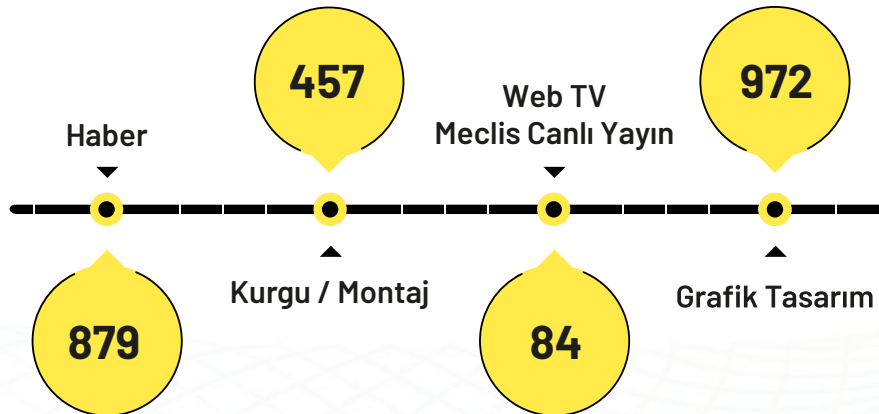 Haber
879
457
Kurgu / Montaj
Web TV
Meclis Canlı Yayın
84
972
Grafik Tasarım